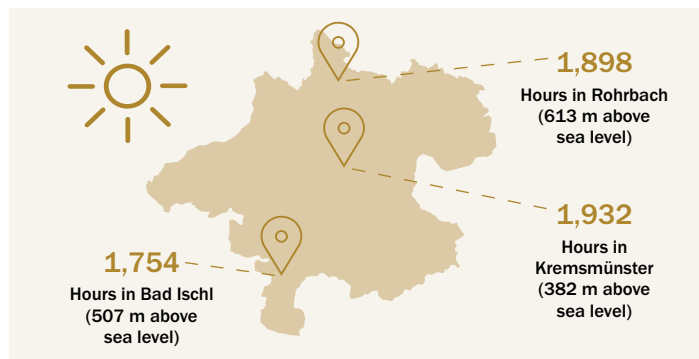 1,898
Hours in Rohrbach
(613 m above
sea level)
1,932
Hours in
Kremsmünster
(382 m above
sea level)
1,754
Hours in Bad Ischl
(507 m above
sea level)